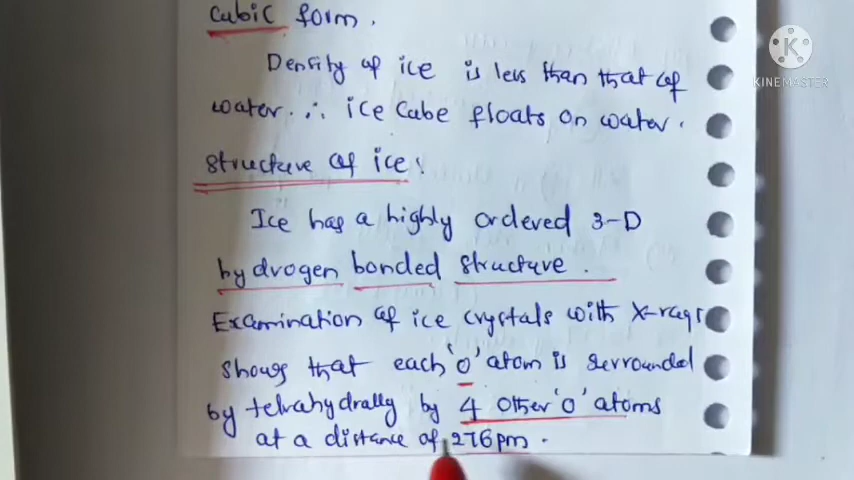 cubic form.
Density of ice is less than that of
water. ∴ ice cube floats on water.
structure of ice:
Ice has a highly ordered 3-D
hydrogen bonded structure.
Examination of ice crystals with X-rays
shows that each 'o' atom is surrounded
by tetrahydrally by 4 other 'o' atoms
at a distance of 276pm.
KINEMASTER